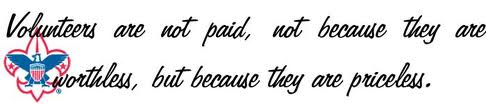 Volunteers are not paid, not because they are
worthless, but because they are priceless.